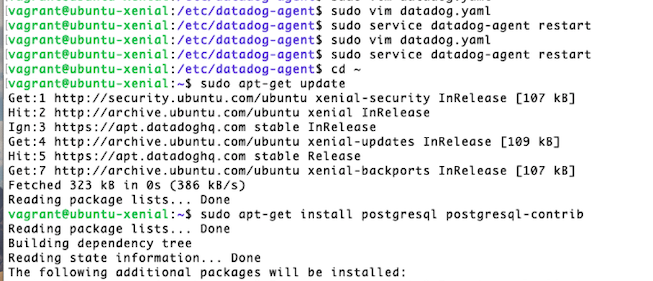 vagrant@ubuntu-xenial:/etc/datadog-agent$ sudo vim datadog.yaml
vagrant@ubuntu-xenial:/etc/datadog-agent$ sudo service datadog-agent restart
vagrant@ubuntu-xenial:/etc/datadog-agent$ sudo vim datadog.yaml
vagrant@ubuntu-xenial:/etc/datadog-agent$ sudo service datadog-agent restart
vagrant@ubuntu-xenial:/etc/datadog-agent$ cd ~
vagrant@ubuntu-xenial:~$ sudo apt-get update
Get:1 http://security.ubuntu.com/ubuntu xenial-security InRelease [107 kB]
Hit:2 http://archive.ubuntu.com/ubuntu xenial InRelease
Ign:3 https://apt.datadoghq.com stable InRelease
Get:4 http://archive.ubuntu.com/ubuntu xenial-updates InRelease [109 kB]
Hit:5 https://apt.datadoghq.com stable Release
Get:7 http://archive.ubuntu.com/ubuntu xenial-backports InRelease [107 kB]
Fetched 323 kB in 0s (386 kB/s)
Reading package lists... Done
vagrant@ubuntu-xenial:~$ sudo apt-get install postgresql postgresql-contrib
Reading package lists... Done
Building dependency tree
Reading state information... Done
The following additional packages will be installed: